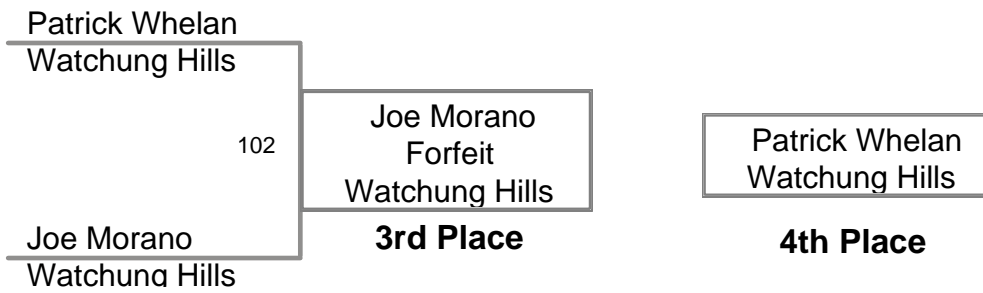 Patrick Whelan
Watchung Hills
102
Joe Morano
Watchung Hills
Joe Morano
Forfeit
Watchung Hills
3rd Place
Patrick Whelan
Watchung Hills
4th Place